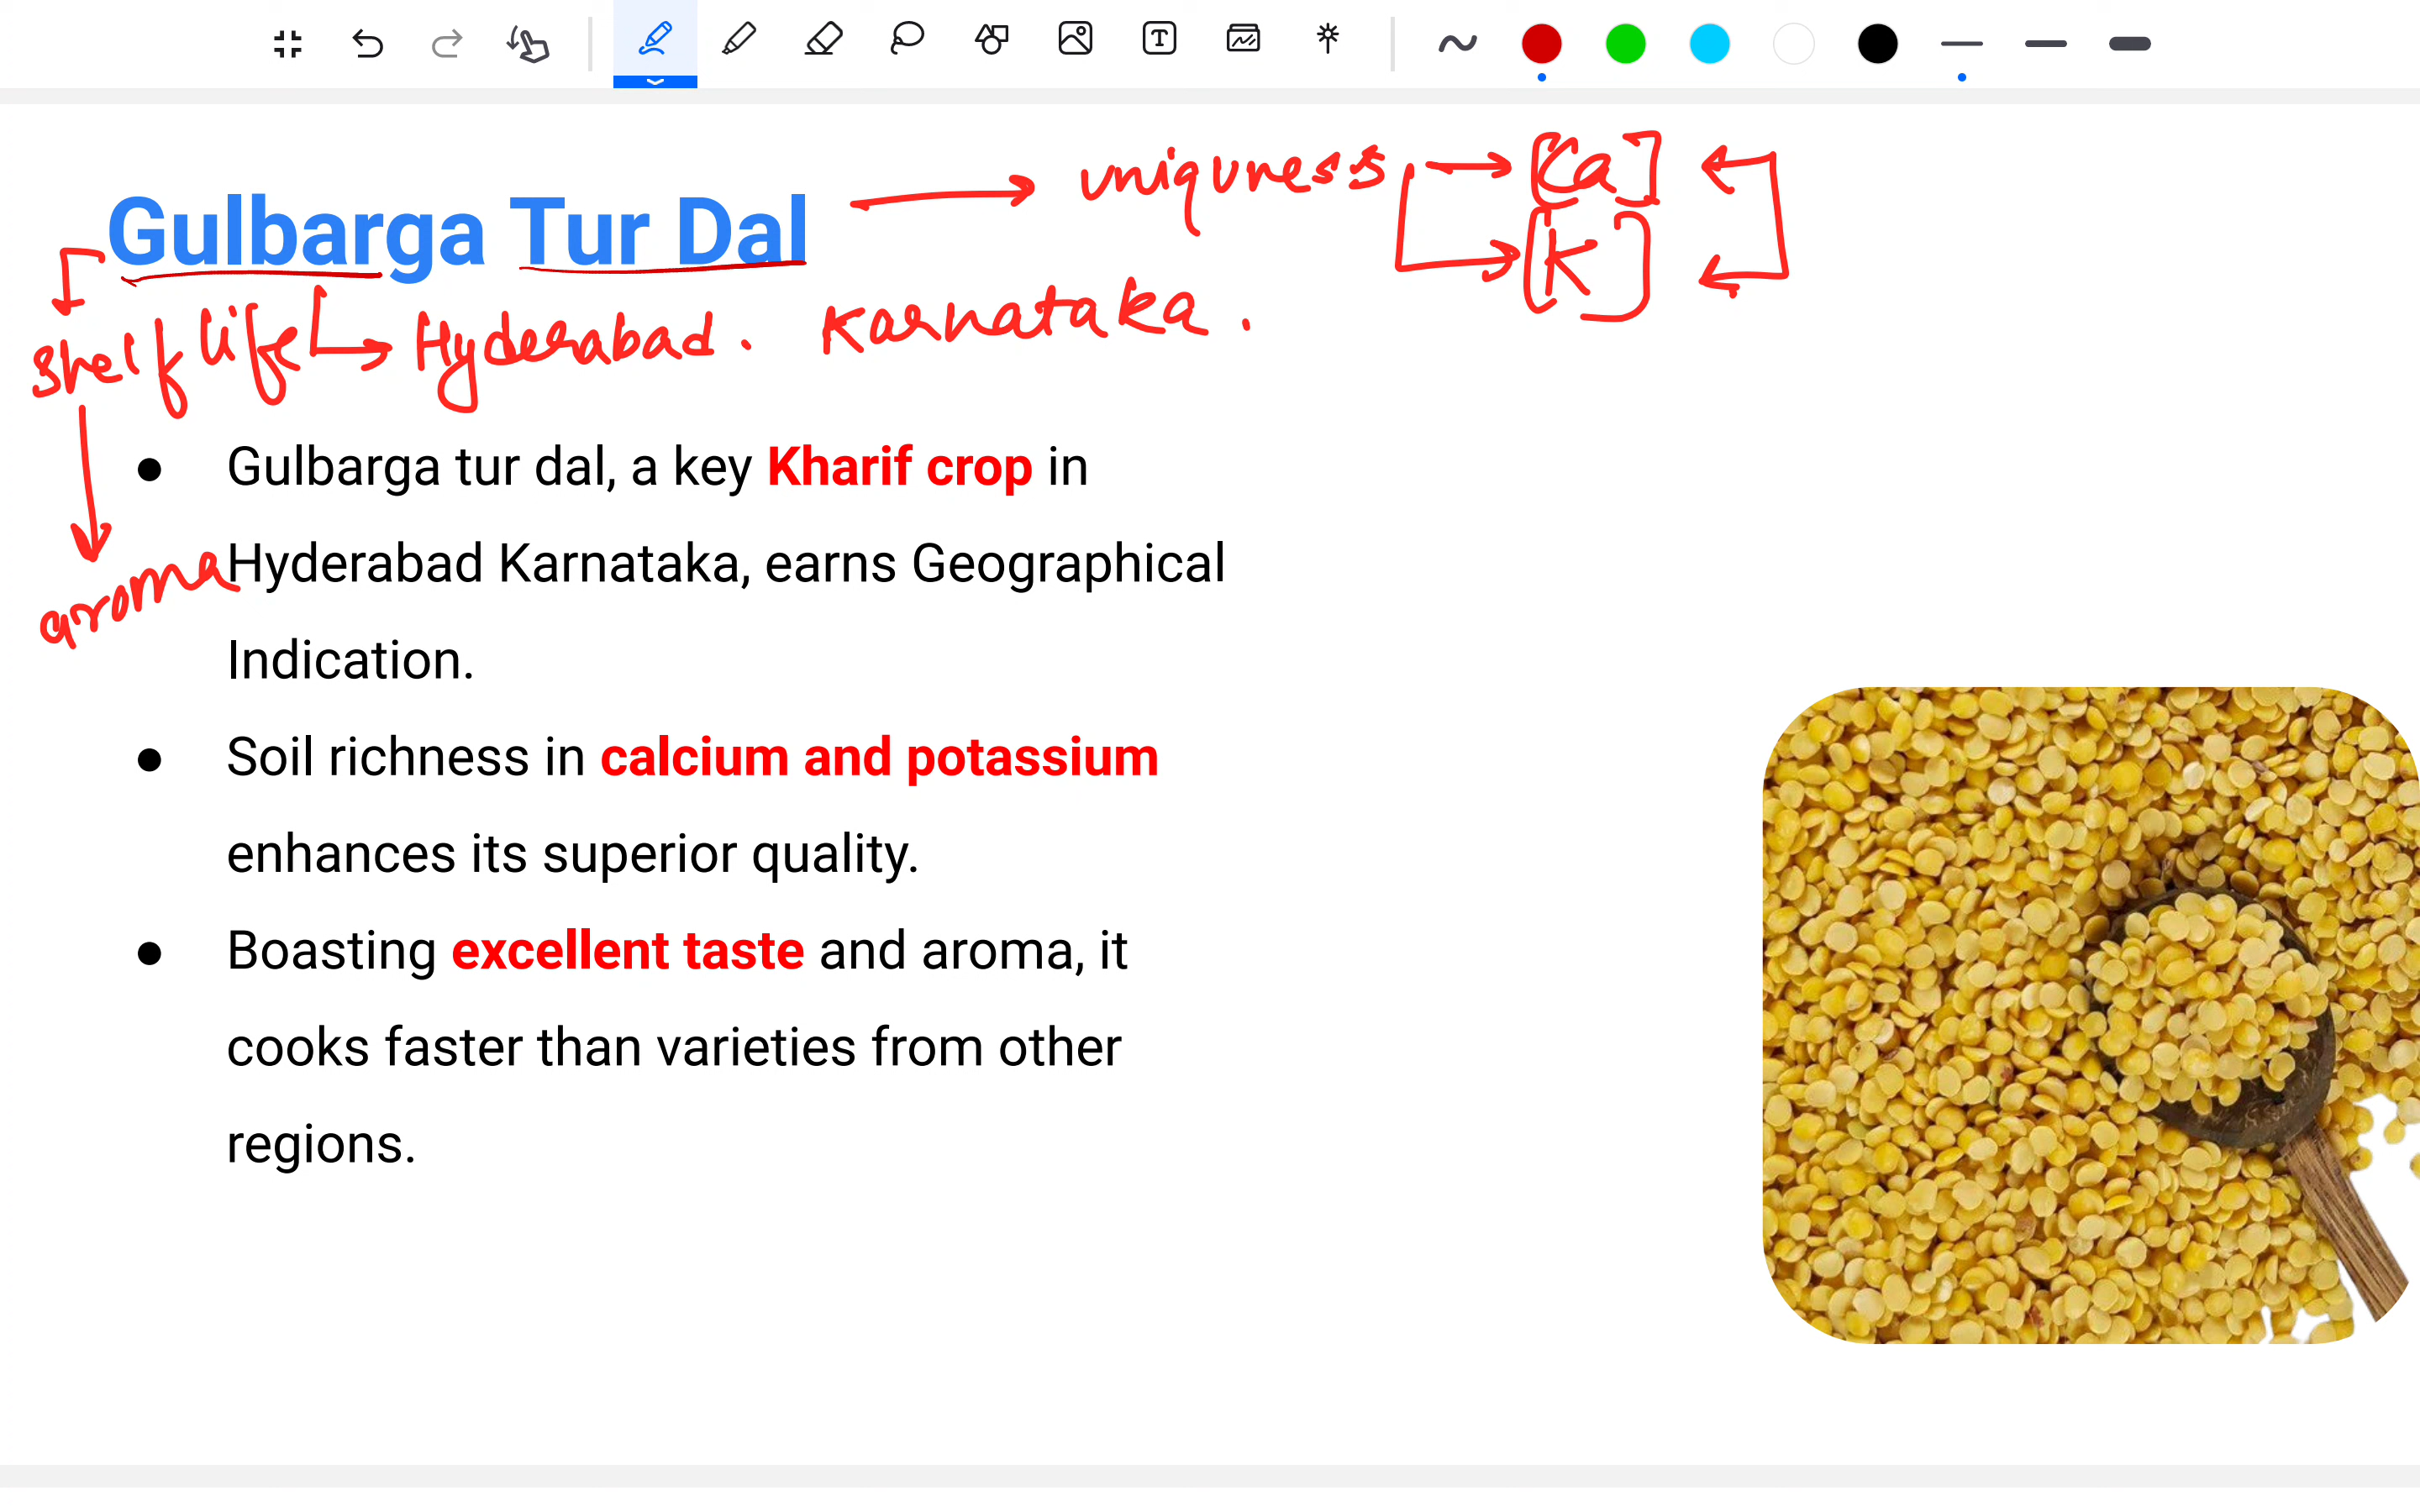 uniquness → [Ca]
Gulbarga Tur Dal
[K]
shelf life → Hyderabad. Karnataka.
● Gulbarga tur dal, a key Kharif crop in
aroma Hyderabad Karnataka, earns Geographical
Indication.
● Soil richness in calcium and potassium
enhances its superior quality.
● Boasting excellent taste and aroma, it
cooks faster than varieties from other
regions.